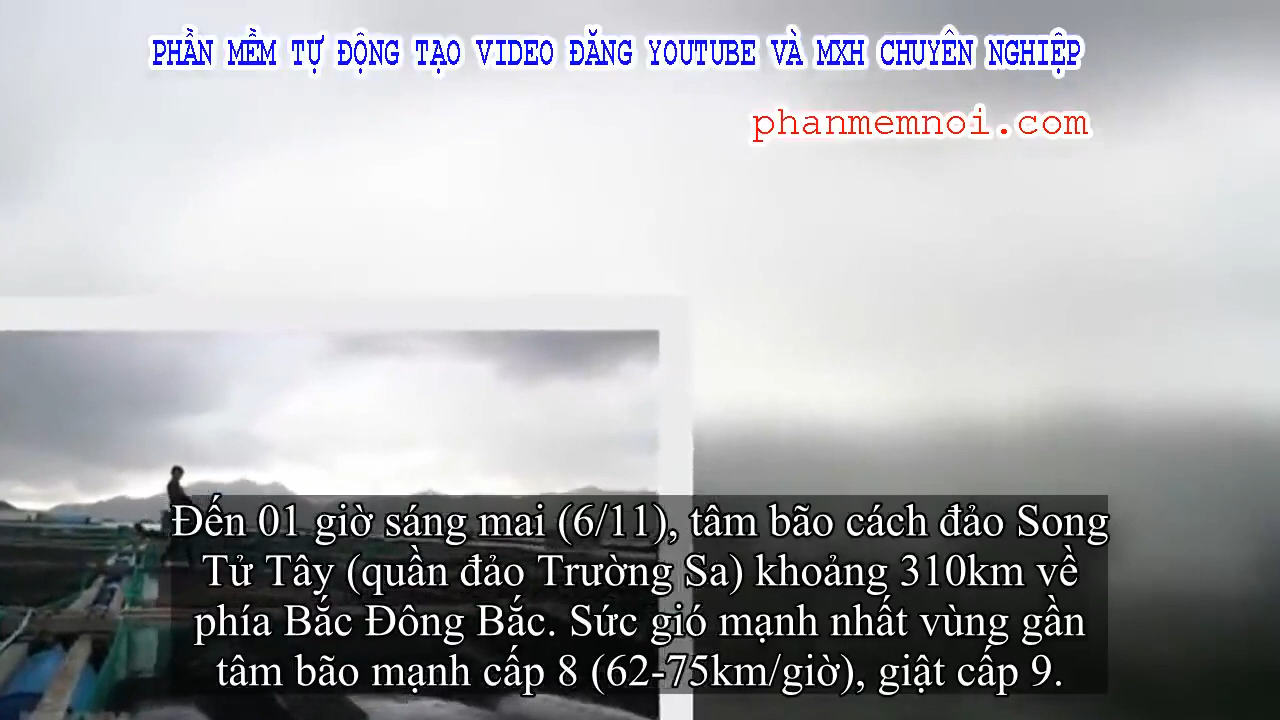 PHẦN MỀM TỰ ĐỘNG TẠO VIDEO ĐĂNG YOUTUBE VÀ MXH CHUYÊN NGHIỆP
phanmemnoi.com
Đến 01 giờ sáng mai (6/11), tâm bão cách đảo Song
Tử Tây (quần đảo Trường Sa) khoảng 310km về
phía Bắc Đông Bắc. Sức gió mạnh nhất vùng gần
tâm bão mạnh cấp 8 (62-75km/giờ), giật cấp 9.